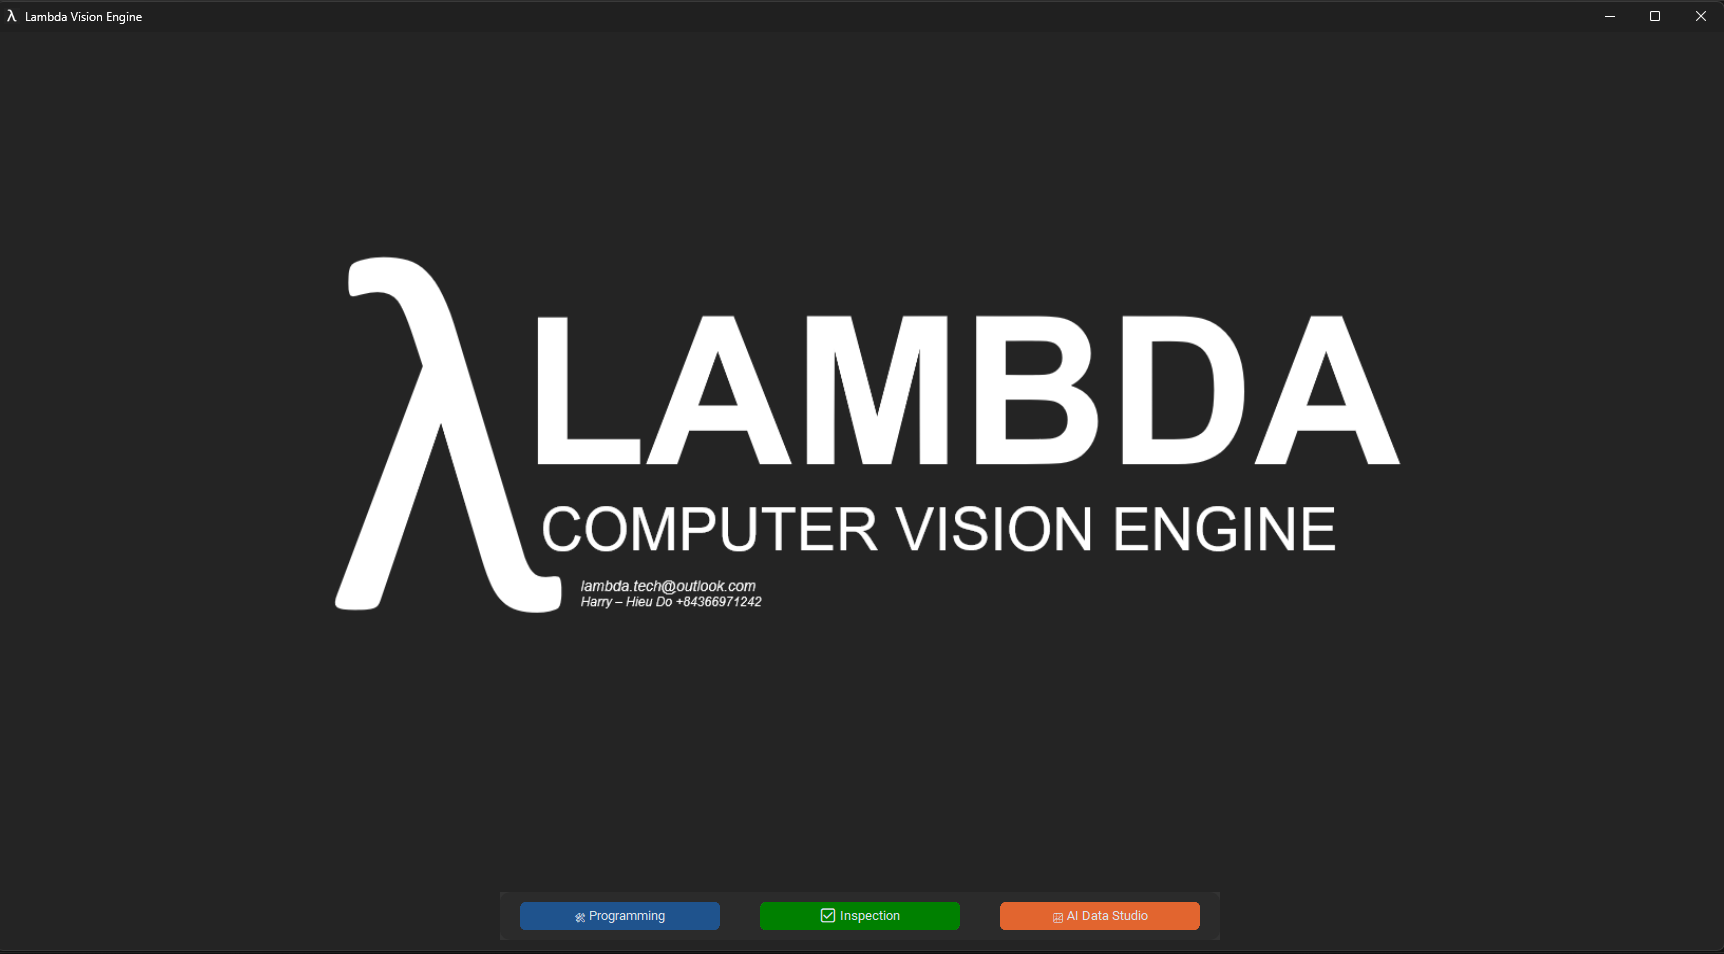 λ Lambda Vision Engine
λ LAMBDA
COMPUTER VISION ENGINE
lambda.tech@outlook.com
Harry – Hieu Do +84366971242
Programming
Inspection
AI Data Studio